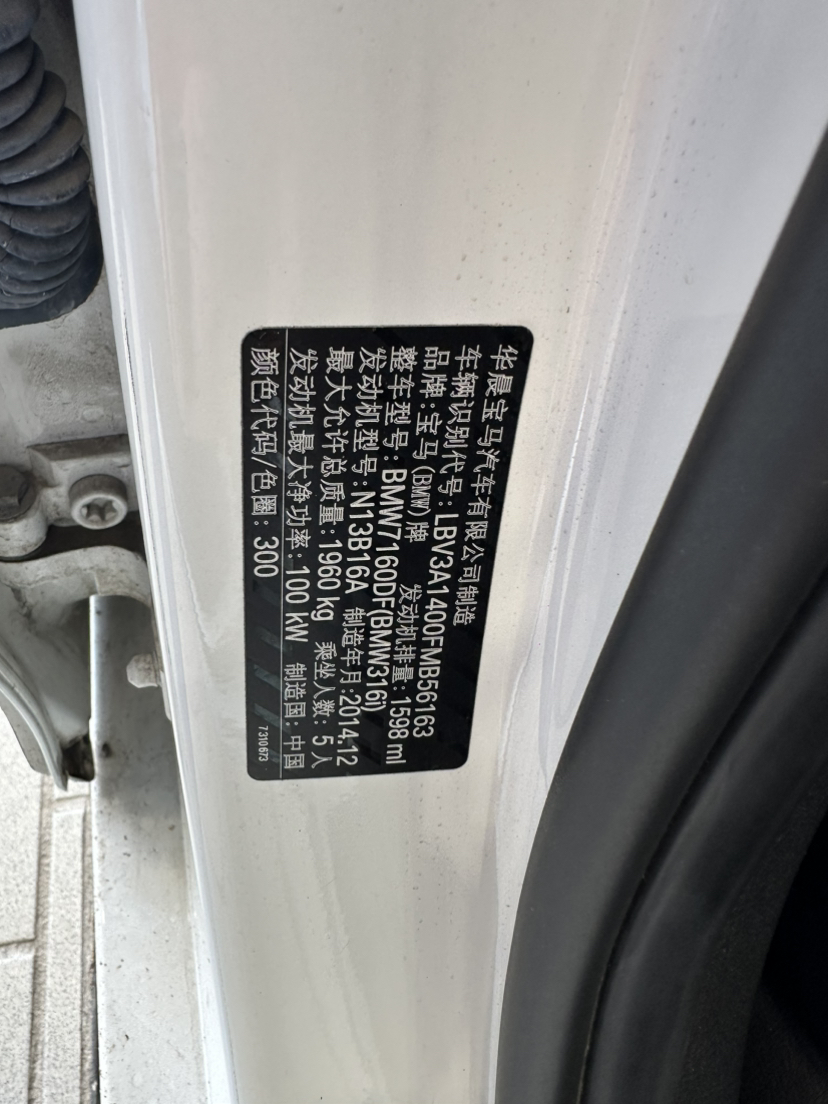 华晨宝马汽车有限公司制造
车辆识别代号：LBV3A1400FMB56163
品牌：宝马(BMW)牌 发动机排量：1598 ml
整车型号：BMW7160DF(BMW316i)
发动机型号：N13B16A 制造年月：2014.12
最大允许总质量：1960 kg 乘坐人数：5 人
发动机最大净功率：100 kW 制造国：中国
颜色代码/色圈：300 7310673